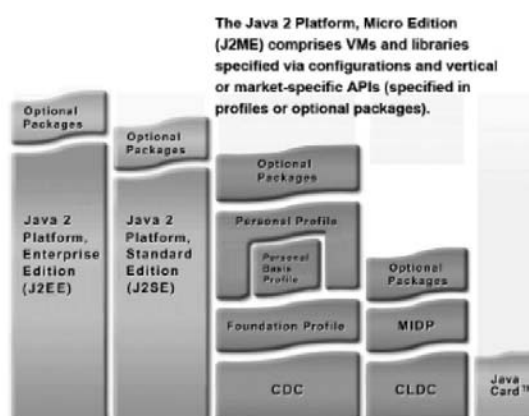 The Java 2 Platform, Micro Edition
(J2ME) comprises VMs and libraries
specified via configurations and vertical
or market-specific APIs (specified in
profiles or optional packages).
Optional
Packages
Java 2
Platform,
Enterprise
Edition
(J2EE)
Optional
Packages
Java 2
Platform,
Standard
Edition
(J2SE)
Optional
Packages
Personal Profile
Personal
Basis
Profile
Foundation Profile
CDC
Optional
Packages
MIDP
CLDC
Java
Card™